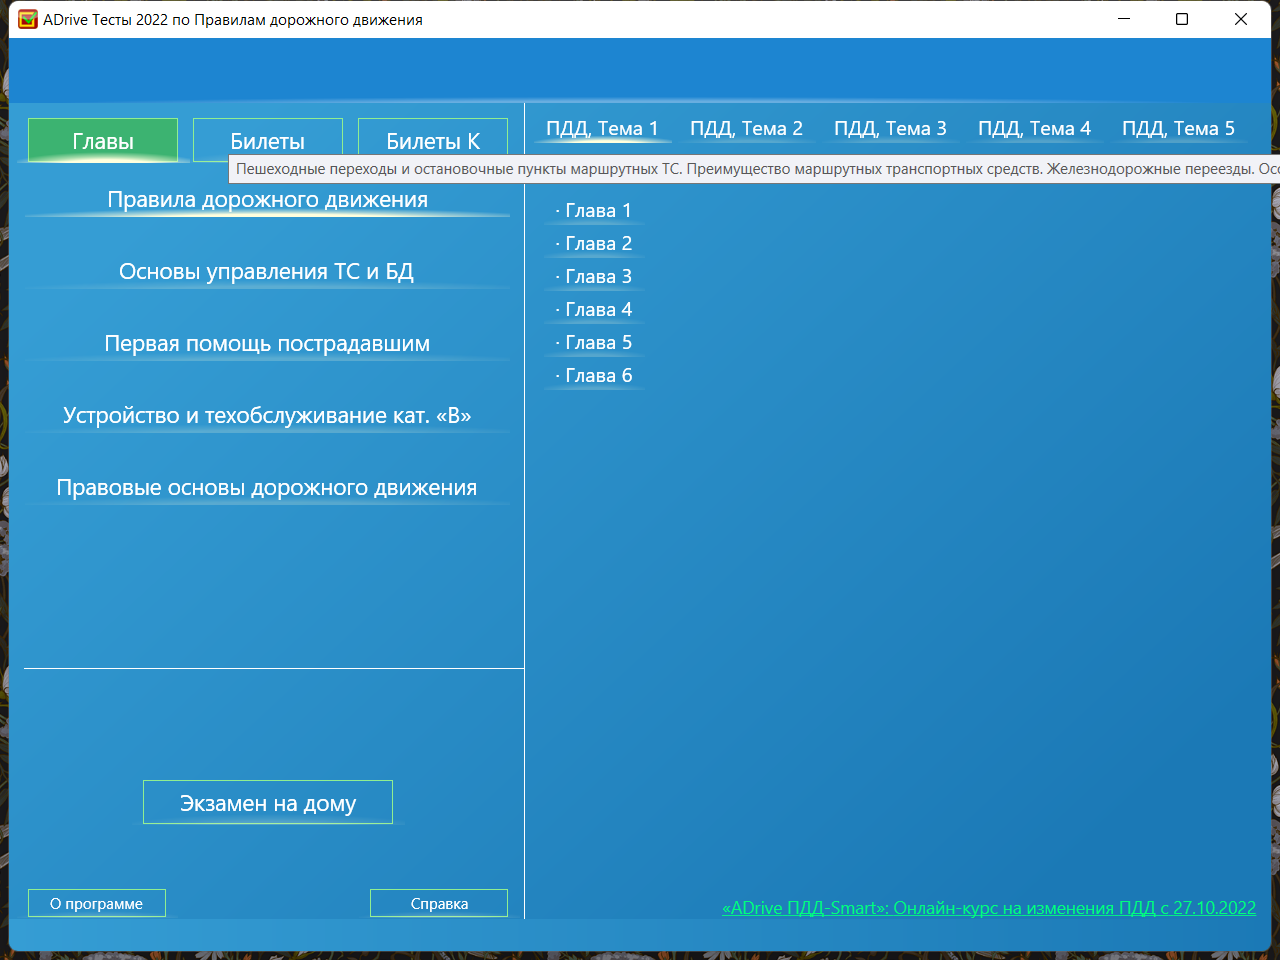 ADrive Тесты 2022 по Правилам дорожного движения
Главы
Билеты
Билеты К
ПДД, Тема 1
ПДД, Тема 2
ПДД, Тема 3
ПДД, Тема 4
ПДД, Тема 5
Пешеходные переходы и остановочные пункты маршрутных ТС. Преимущество маршрутных транспортных средств. Железнодорожные переезды. Осо
Правила дорожного движения
Основы управления ТС и БД
Первая помощь пострадавшим
Устройство и техобслуживание кат. «В»
Правовые основы дорожного движения
· Глава 1
· Глава 2
· Глава 3
· Глава 4
· Глава 5
· Глава 6
Экзамен на дому
О программе
Справка
«ADrive ПДД-Smart»: Онлайн-курс на изменения ПДД с 27.10.2022